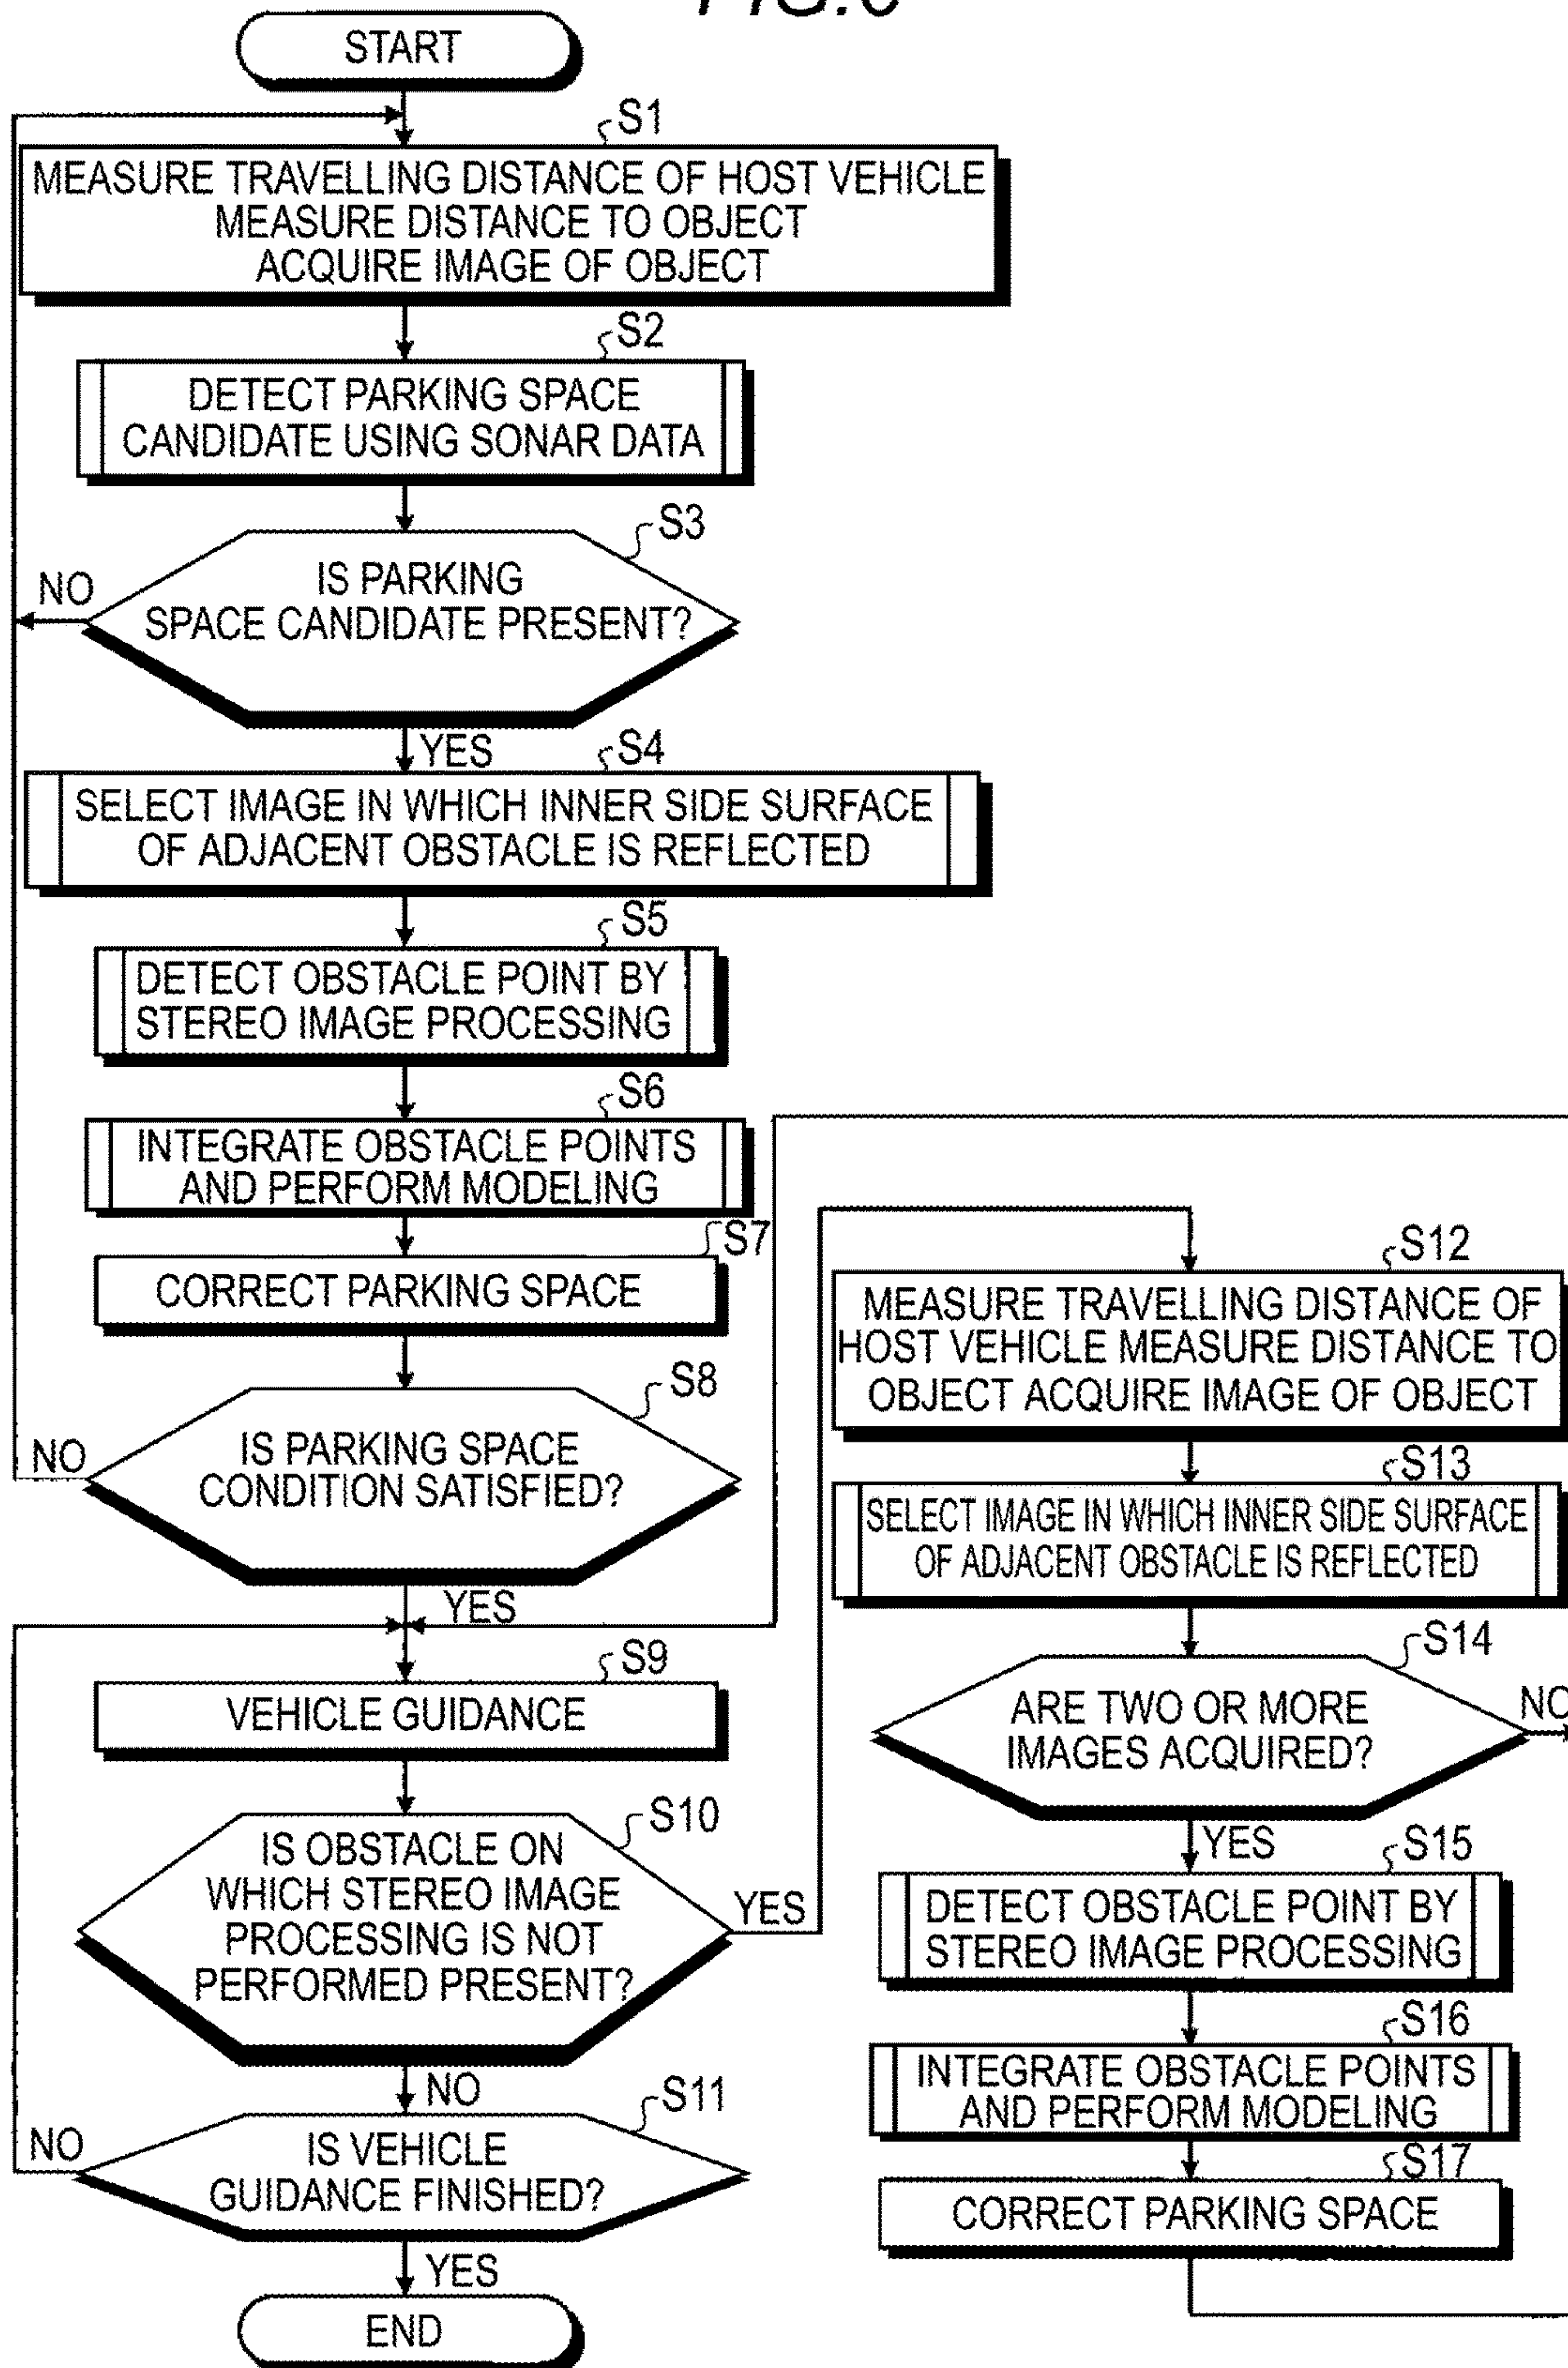 START
S1
MEASURE TRAVELLING DISTANCE OF HOST VEHICLE
MEASURE DISTANCE TO OBJECT
ACQUIRE IMAGE OF OBJECT
S2
DETECT PARKING SPACE
CANDIDATE USING SONAR DATA
S3
IS PARKING
SPACE CANDIDATE PRESENT?
NO
YES
S4
SELECT IMAGE IN WHICH INNER SIDE SURFACE
OF ADJACENT OBSTACLE IS REFLECTED
S5
DETECT OBSTACLE POINT BY
STEREO IMAGE PROCESSING
S6
INTEGRATE OBSTACLE POINTS
AND PERFORM MODELING
S7
CORRECT PARKING SPACE
S8
IS PARKING SPACE
CONDITION SATISFIED?
NO
YES
S9
VEHICLE GUIDANCE
S10
IS OBSTACLE ON
WHICH STEREO IMAGE
PROCESSING IS NOT
PERFORMED PRESENT?
YES
NO
S11
IS VEHICLE
GUIDANCE FINISHED?
NO
YES
END
S12
MEASURE TRAVELLING DISTANCE OF
HOST VEHICLE MEASURE DISTANCE TO
OBJECT ACQUIRE IMAGE OF OBJECT
S13
SELECT IMAGE IN WHICH INNER SIDE SURFACE
OF ADJACENT OBSTACLE IS REFLECTED
S14
ARE TWO OR MORE
IMAGES ACQUIRED?
NO
YES
S15
DETECT OBSTACLE POINT BY
STEREO IMAGE PROCESSING
S16
INTEGRATE OBSTACLE POINTS
AND PERFORM MODELING
S17
CORRECT PARKING SPACE